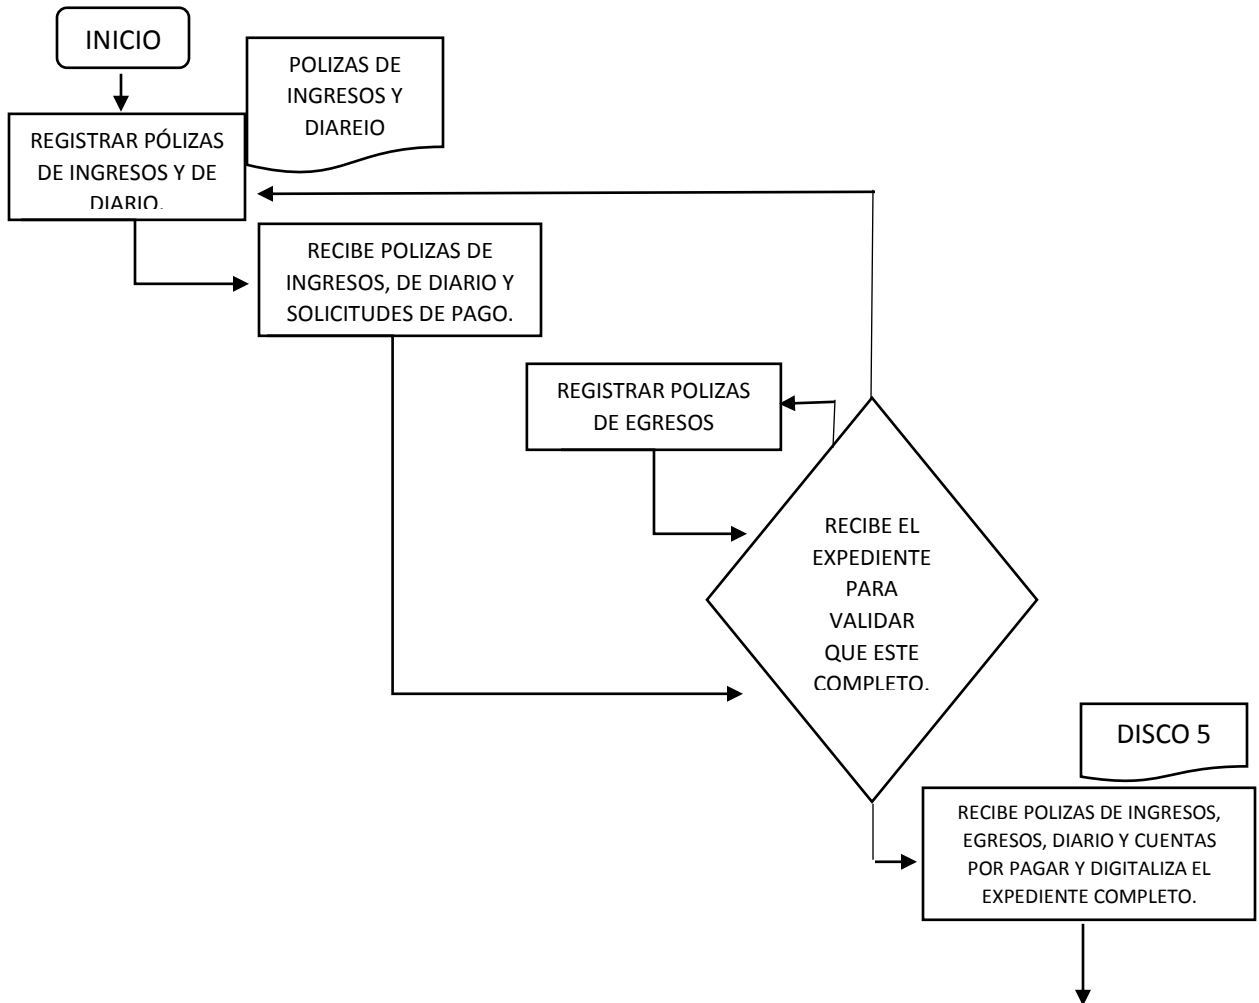 INICIO
POLIZAS DE
INGRESOS Y
DIAREIO
REGISTRAR PÓLIZAS
DE INGRESOS Y DE
DIARIO.
RECIBE POLIZAS DE
INGRESOS, DE DIARIO Y
SOLICITUDES DE PAGO.
REGISTRAR POLIZAS
DE EGRESOS
RECIBE EL
EXPEDIENTE
PARA
VALIDAR
QUE ESTE
COMPLETO.
DISCO 5
RECIBE POLIZAS DE INGRESOS,
EGRESOS, DIARIO Y CUENTAS
POR PAGAR Y DIGITALIZA EL
EXPEDIENTE COMPLETO.